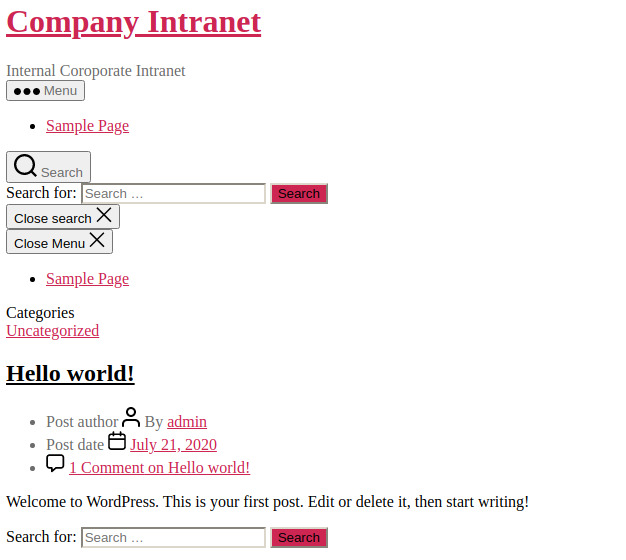 Company Intranet
Internal Coroporate Intranet
Menu
Sample Page
Search
Search for: Search … Search
Close search
Close Menu
Sample Page
Categories
Uncategorized
Hello world!
Post author By admin
Post date July 21, 2020
1 Comment on Hello world!
Welcome to WordPress. This is your first post. Edit or delete it, then start writing!
Search for: Search … Search